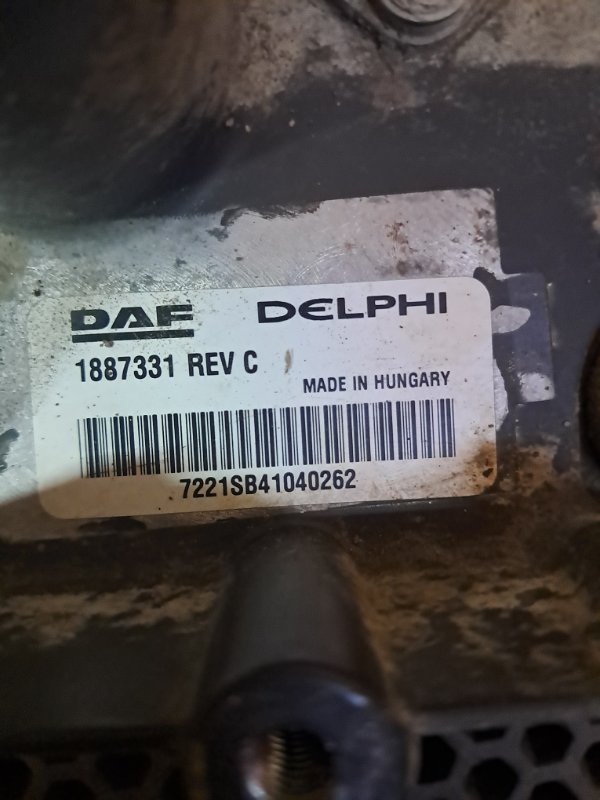 DAF DELPHI
1887331 REV C
MADE IN HUNGARY
7221SB41040262